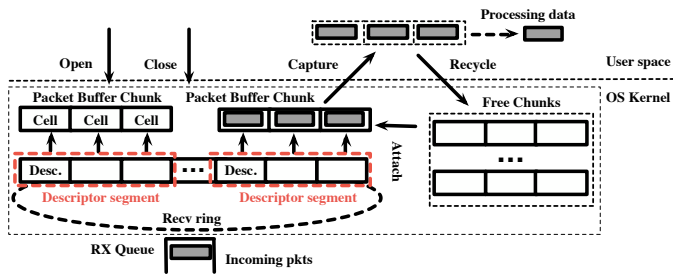 Processing data
Open
Close
Capture
Recycle
User space
Packet Buffer Chunk
Packet Buffer Chunk
Free Chunks
OS Kernel
Cell
Cell
Cell
...
Attach
Desc.
...
Desc.
Descriptor segment
Descriptor segment
Recv ring
RX Queue
Incoming pkts